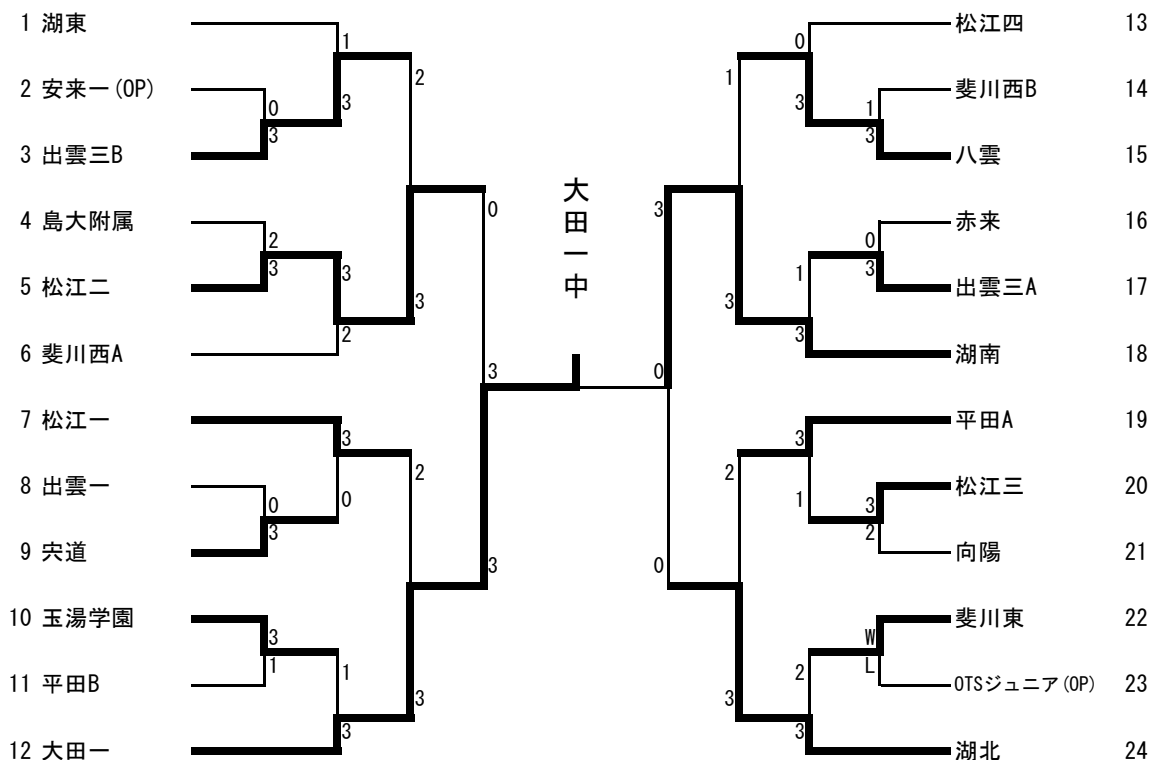 1 湖東
1
2
2 安来一(OP)
0
3
3
3 出雲三B
0
4 島大附属
2
3
3
5 松江二
3
2
6 斐川西A
3
7 松江一
3
2
8 出雲一
0
0
3
9 宍道
3
10 玉湯学園
3
1
1
11 平田B
3
3
12 大田一
大田一中
松江四 13
0
1
斐川西B 14
3
1
3
八雲 15
3
赤来 16
0
1
3
出雲三A 17
3
3
湖南 18
0
平田A 19
3
2
松江三 20
1
3
2
向陽 21
0
斐川東 22
W
2
L
OTSジュニア(OP) 23
3
3
湖北 24